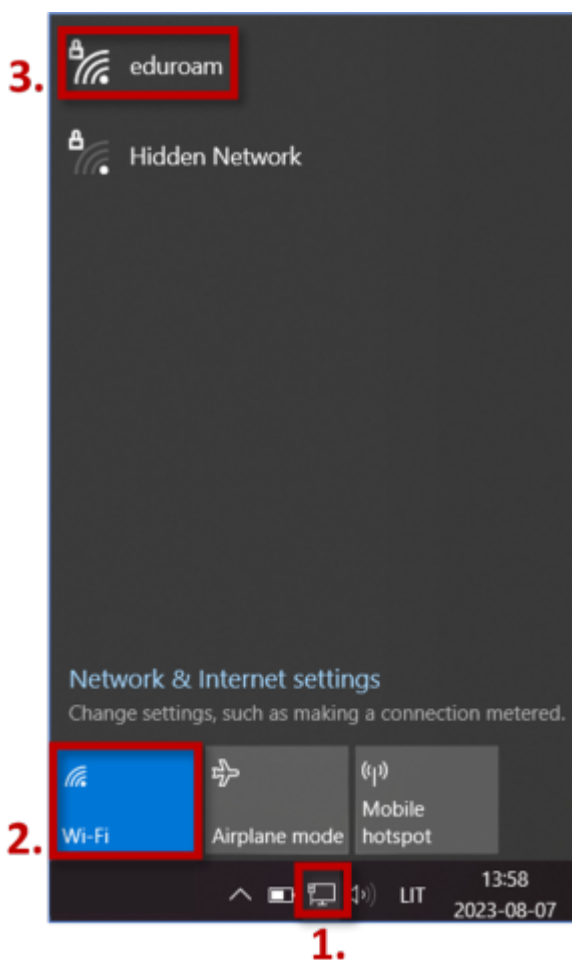 3.
eduroam
Hidden Network
Network & Internet settings
Change settings, such as making a connection metered.
2.
Wi-Fi
Airplane mode
Mobile
hotspot
LIT
13:58
2023-08-07
1.